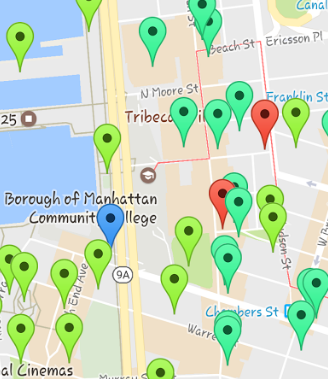 Canal
Beach St
Ericsson Pl
N Moore St
Franklin St
25
Tribeca
Borough of Manhattan
Community College
9A
End Ave
Chambers St
Warre
al Cinemas
Murray S
dson St
W B